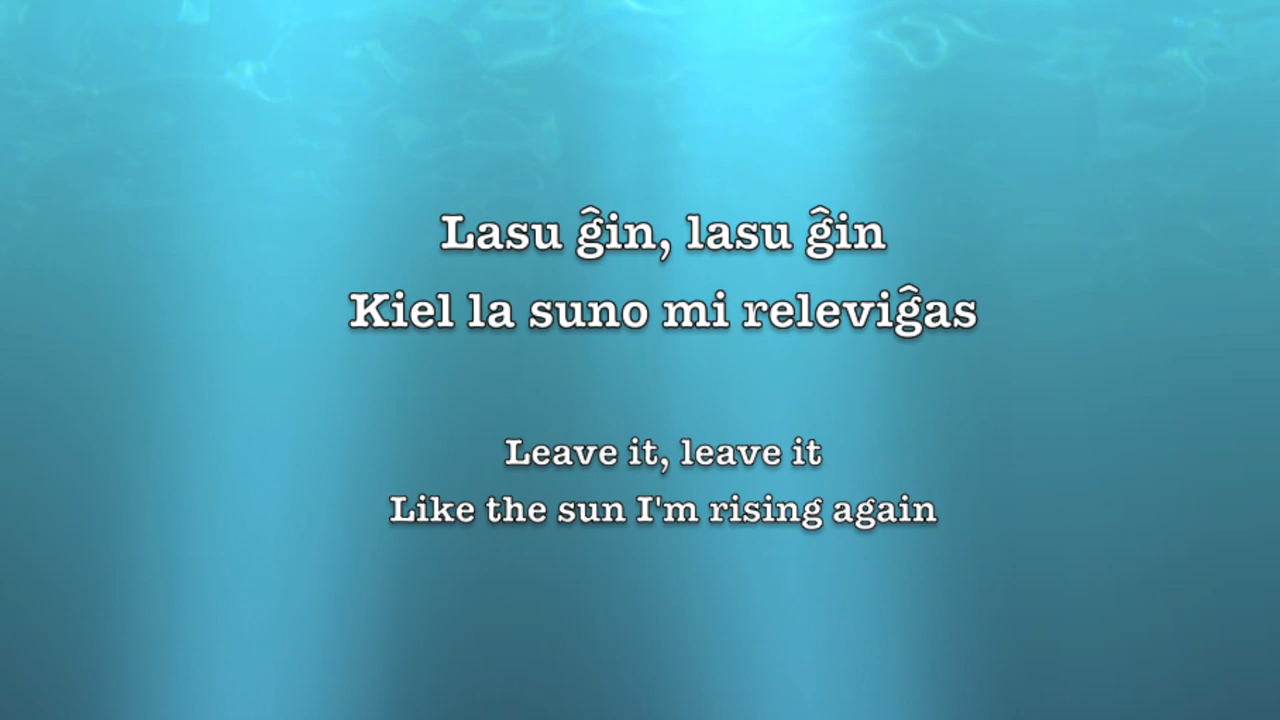 Lasu ĝin, lasu ĝin
Kiel la suno mi releviĝas
Leave it, leave it
Like the sun I'm rising again